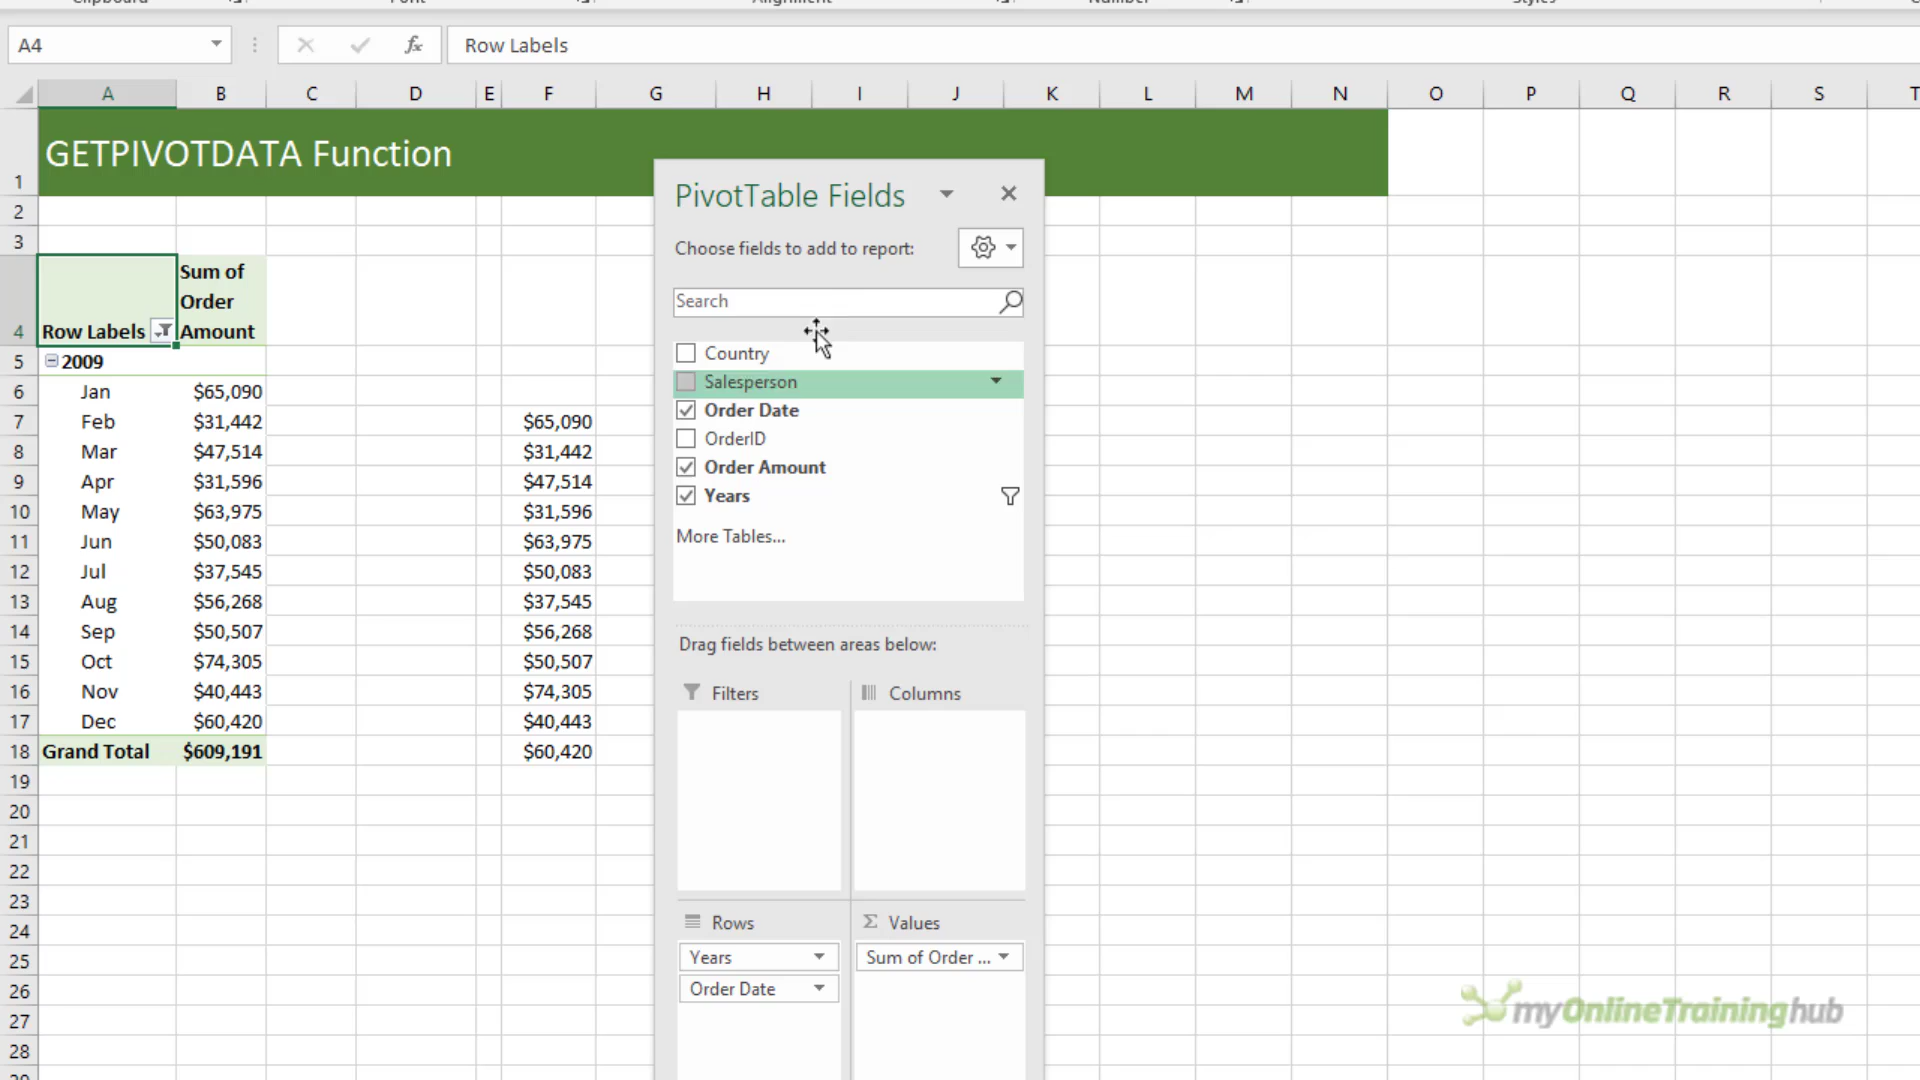 A4
fx
Row Labels
A B C D E F G H I J K L M N O P Q R S T
1 GETPIVOTDATA Function
2
3
4 Row Labels Sum of Order Amount
5 2009
6 Jan $65,090
7 Feb $31,442 $65,090
8 Mar $47,514 $31,442
9 Apr $31,596 $47,514
10 May $63,975 $31,596
11 Jun $50,083 $63,975
12 Jul $37,545 $50,083
13 Aug $56,268 $37,545
14 Sep $50,507 $56,268
15 Oct $74,305 $50,507
16 Nov $40,443 $74,305
17 Dec $60,420 $40,443
18 Grand Total $609,191 $60,420
19
20
21
22
23
24
25
26
27
28
PivotTable Fields
Choose fields to add to report:
Search
Country
Salesperson
Order Date
OrderID
Order Amount
Years
More Tables...
Drag fields between areas below:
Filters
Columns
Rows
Years
Order Date
Σ Values
Sum of Order ...
myOnlineTraininghub